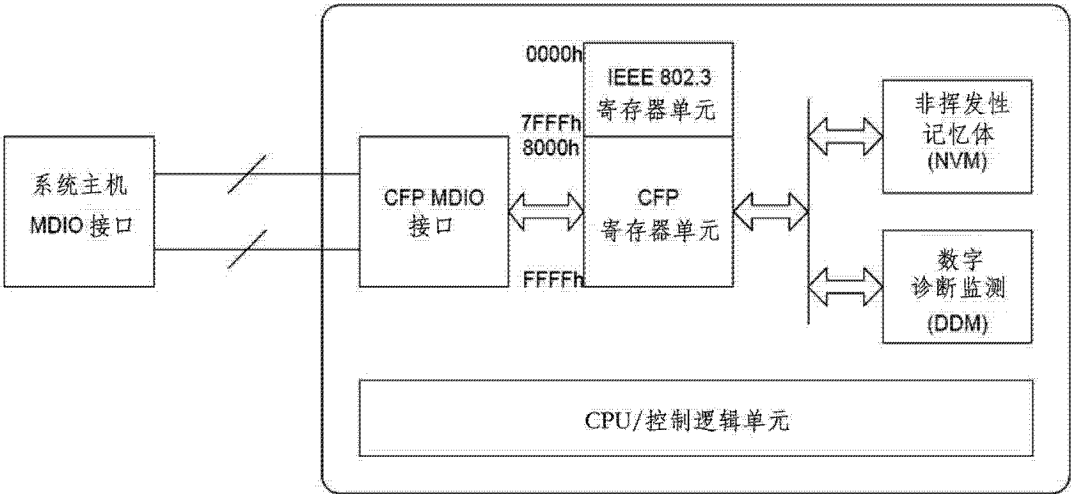 系统主机
MDIO 接口
CFP MDIO
接口
0000h
IEEE 802.3
寄存器单元
7FFFh
8000h
CFP
寄存器单元
FFFFh
非挥发性
记忆体
(NVM)
数字
诊断监测
(DDM)
CPU/控制逻辑单元